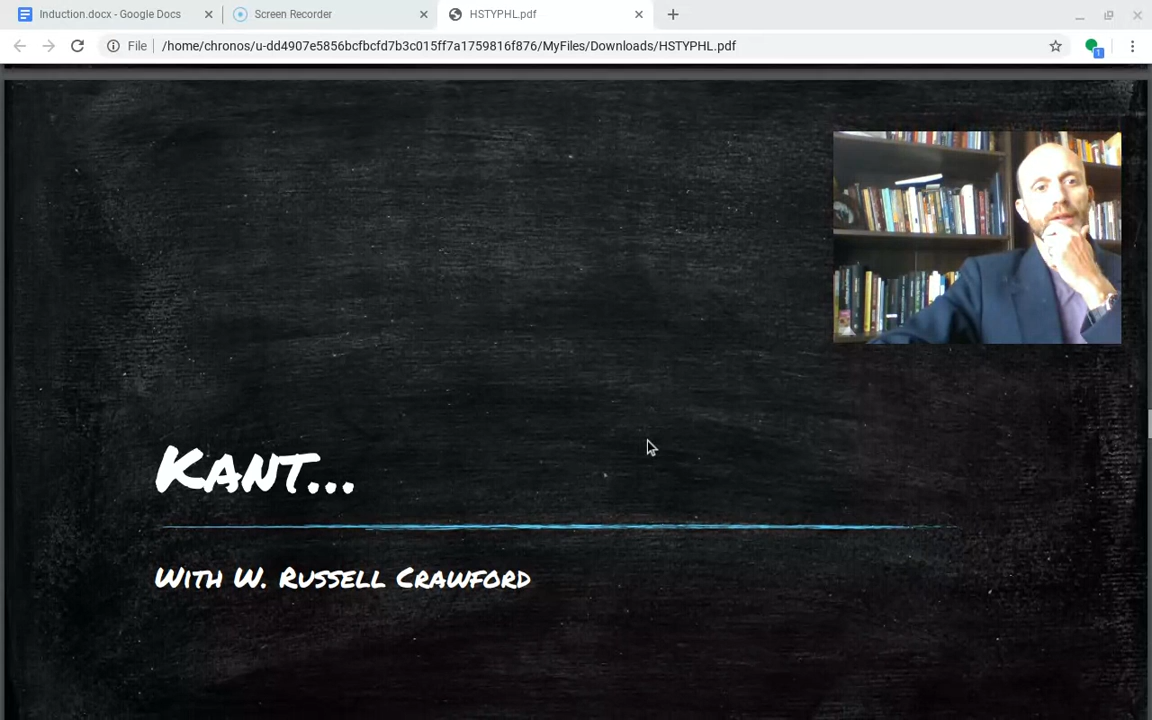 Induction.docx - Google Docs
Screen Recorder
HSTYPHL.pdf
File
/home/chronos/u-dd4907e5856bcfbcfd7b3c015ff7a1759816f876/MyFiles/Downloads/HSTYPHL.pdf
1
Kant...
With W. Russell Crawford